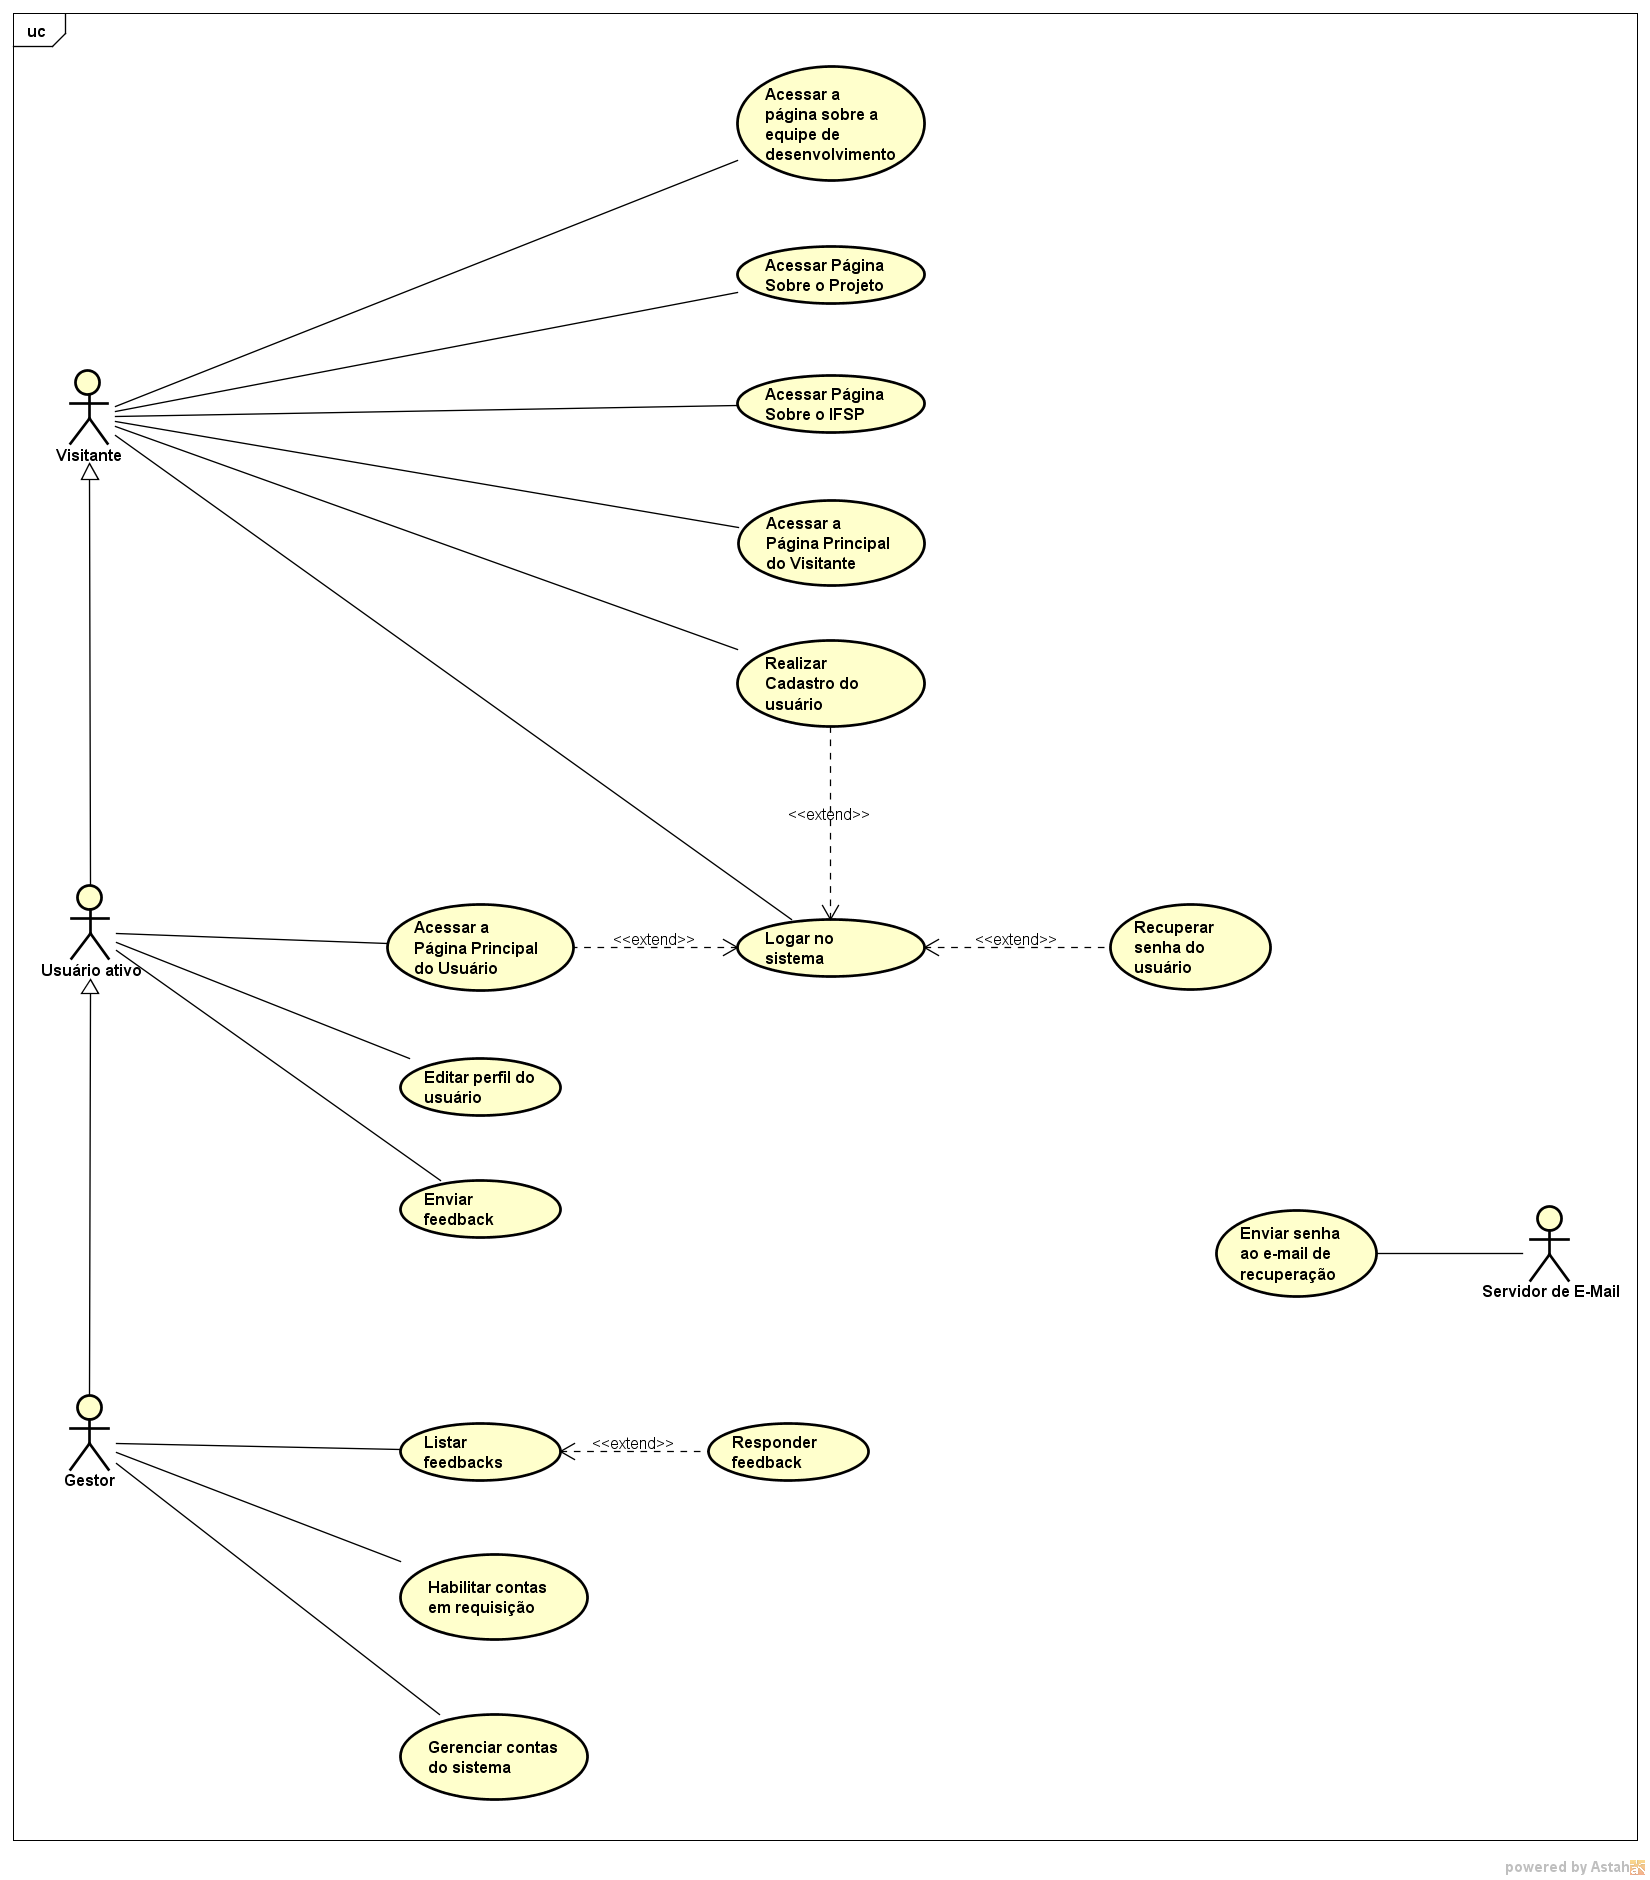 uc
Acessar a
página sobre a
equipe de
desenvolvimento
Acessar Página
Sobre o Projeto
Acessar Página
Sobre o IFSP
Visitante
Acessar a
Página Principal
do Visitante
Realizar
Cadastro do
usuário
<<extend>>
Usuário ativo
Acessar a
Página Principal
do Usuário
<<extend>>
Logar no
sistema
<<extend>>
Recuperar
senha do
usuário
Editar perfil do
usuário
Enviar
feedback
Enviar senha
ao e-mail de
recuperação
Servidor de E-Mail
Gestor
Listar
feedbacks
<<extend>>
Responder
feedback
Habilitar contas
em requisição
Gerenciar contas
do sistema
powered by Astah